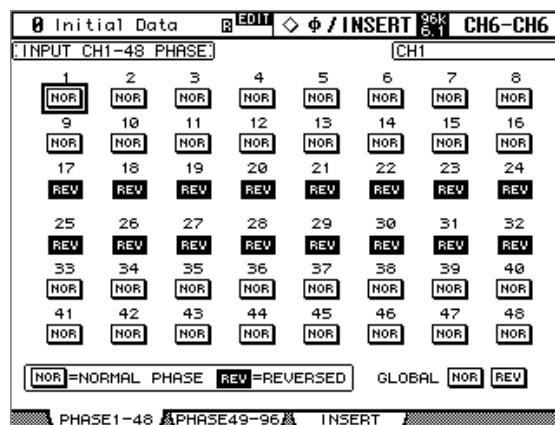 0 Initial Data R EDIT ◇ Φ/INSERT 96K 6.1 CH6-CH6
INPUT CH1-48 PHASE CH1
1 2 3 4 5 6 7 8
NOR NOR NOR NOR NOR NOR NOR NOR
9 10 11 12 13 14 15 16
NOR NOR NOR NOR NOR NOR NOR NOR
17 18 19 20 21 22 23 24
REV REV REV REV REV REV REV REV
25 26 27 28 29 30 31 32
REV REV REV REV REV REV REV REV
33 34 35 36 37 38 39 40
NOR NOR NOR NOR NOR NOR NOR NOR
41 42 43 44 45 46 47 48
NOR NOR NOR NOR NOR NOR NOR NOR
NOR=NORMAL PHASE REV=REVERSED GLOBAL NOR REV
PHASE1-48 PHASE49-96 INSERT